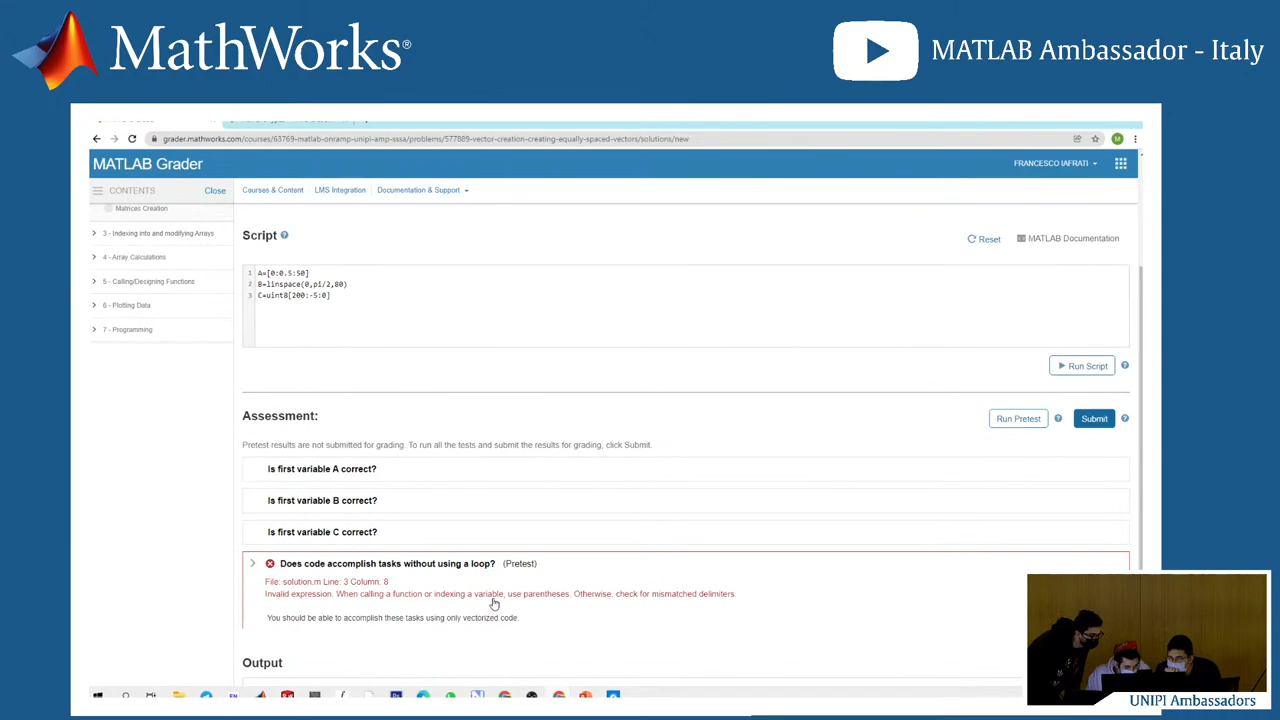 MathWorks®
MATLAB Ambassador - Italy
grader.mathworks.com/courses/63769-matlab-onramp-unipi-amp-sssa/problems/577889-vector-creation-creating-equally-spaced-vectors/solutions/new
MATLAB Grader
FRANCESCO IAFRATI
CONTENTS
Close
Courses & Content
LMS Integration
Documentation & Support
Matrices Creation
3 - Indexing into and modifying Arrays
4 - Array Calculations
5 - Calling/Designing Functions
6 - Plotting Data
7 - Programming
Script
Reset
MATLAB Documentation
1 A=[0:0.5:50]
2 B=linspace(0,pi/2,80)
3 C=uint8[200:-5:0]
Run Script
Assessment:
Run Pretest
Submit
Pretest results are not submitted for grading. To run all the tests and submit the results for grading, click Submit.
Is first variable A correct?
Is first variable B correct?
Is first variable C correct?
Does code accomplish tasks without using a loop? (Pretest)
File: solution.m Line: 3 Column: 8
Invalid expression. When calling a function or indexing a variable, use parentheses. Otherwise, check for mismatched delimiters.
You should be able to accomplish these tasks using only vectorized code.
Output
EN
UNIPI Ambassadors